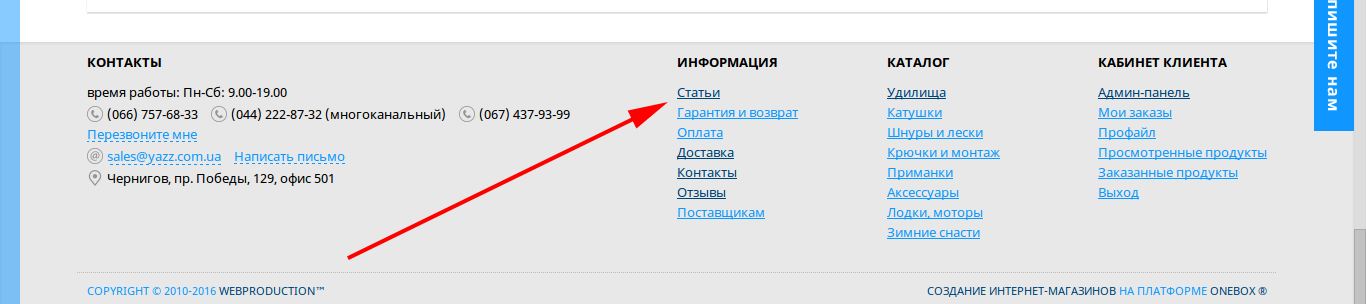 КОНТАКТЫ
время работы: Пн-Сб: 9.00-19.00
(066) 757-68-33 (044) 222-87-32 (многоканальный) (067) 437-93-99
Перезвоните мне
sales@yazz.com.ua Написать письмо
Чернигов, пр. Победы, 129, офис 501
ИНФОРМАЦИЯ
Статьи
Гарантия и возврат
Оплата
Доставка
Контакты
Отзывы
Поставщикам
КАТАЛОГ
Удилища
Катушки
Шнуры и лески
Крючки и монтаж
Приманки
Аксессуары
Лодки, моторы
Зимние снасти
КАБИНЕТ КЛИЕНТА
Админ-панель
Мои заказы
Профайл
Просмотренные продукты
Заказанные продукты
Выход
пишите нам
COPYRIGHT © 2010-2016 WEBPRODUCTION™
СОЗДАНИЕ ИНТЕРНЕТ-МАГАЗИНОВ НА ПЛАТФОРМЕ ONEBOX ®